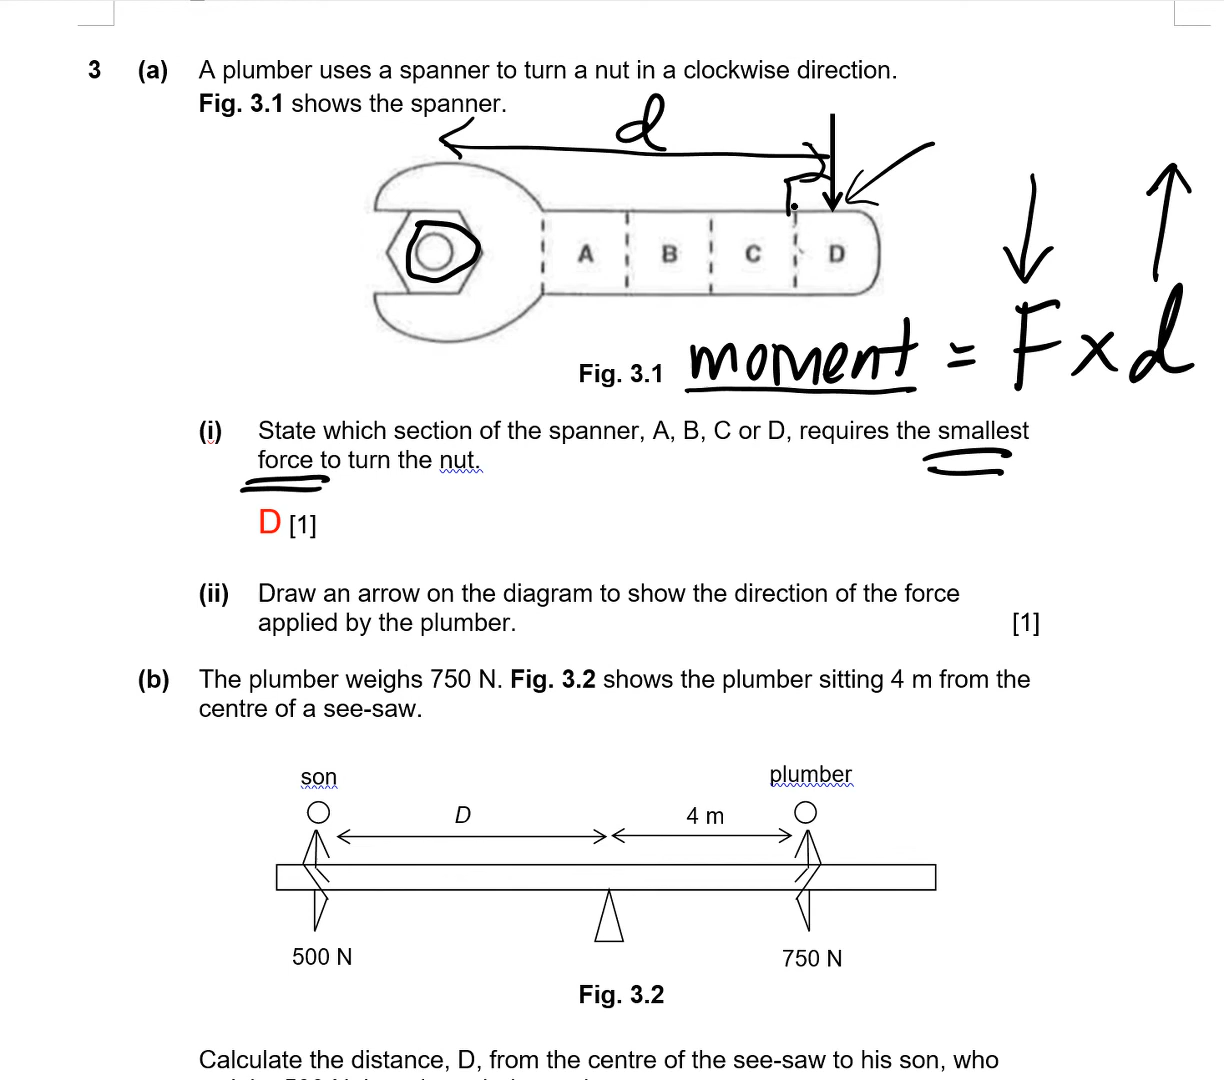 3 (a) A plumber uses a spanner to turn a nut in a clockwise direction.
Fig. 3.1 shows the spanner.
d
A B C D
Fig. 3.1 moment = F x d
(i) State which section of the spanner, A, B, C or D, requires the smallest
force to turn the nut.
D [1]
(ii) Draw an arrow on the diagram to show the direction of the force
applied by the plumber. [1]
(b) The plumber weighs 750 N. Fig. 3.2 shows the plumber sitting 4 m from the
centre of a see-saw.
son plumber
D 4 m
500 N 750 N
Fig. 3.2
Calculate the distance, D, from the centre of the see-saw to his son, who